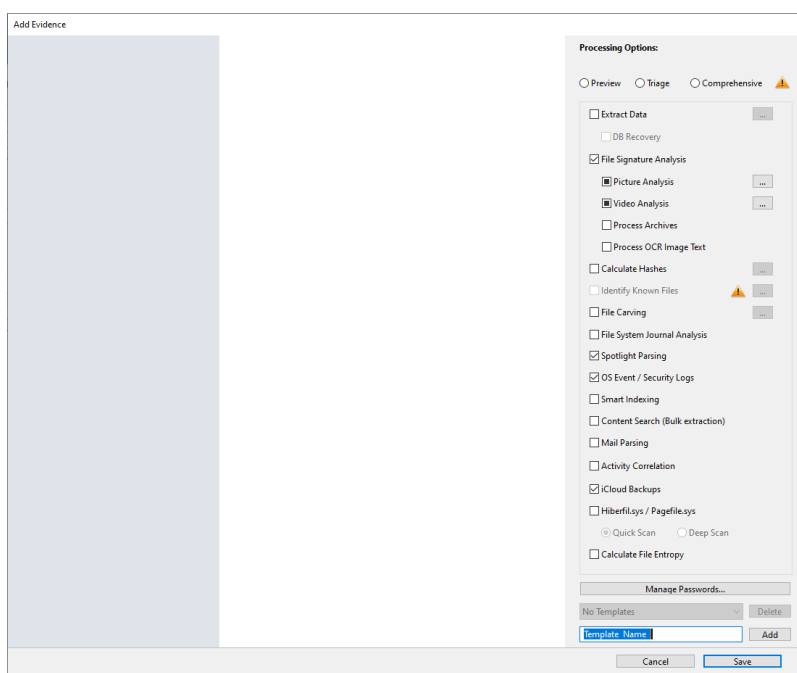 Add Evidence
Processing Options:
Preview Triage Comprehensive
Extract Data ...
DB Recovery
File Signature Analysis
Picture Analysis ...
Video Analysis ...
Process Archives
Process OCR Image Text
Calculate Hashes ...
Identify Known Files ...
File Carving ...
File System Journal Analysis
Spotlight Parsing
OS Event / Security Logs
Smart Indexing
Content Search (Bulk extraction)
Mail Parsing
Activity Correlation
iCloud Backups
Hiberfil.sys / Pagefile.sys
Quick Scan Deep Scan
Calculate File Entropy
Manage Passwords...
No Templates Delete
Template Name Add
Cancel Save